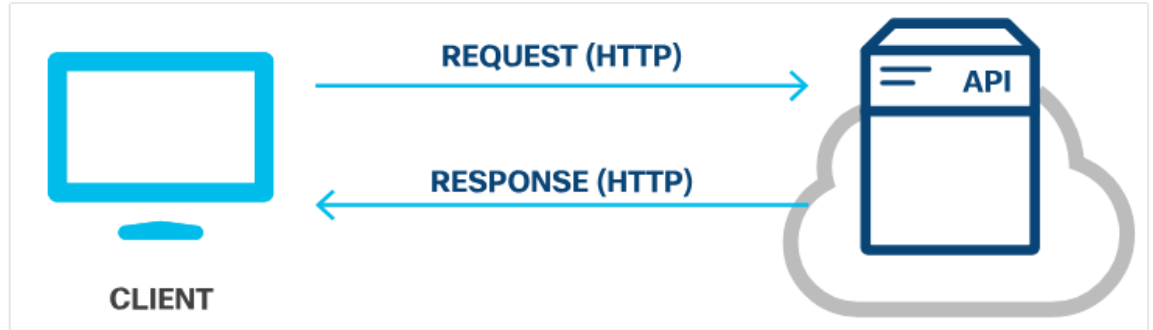 REQUEST (HTTP)
API
RESPONSE (HTTP)
CLIENT